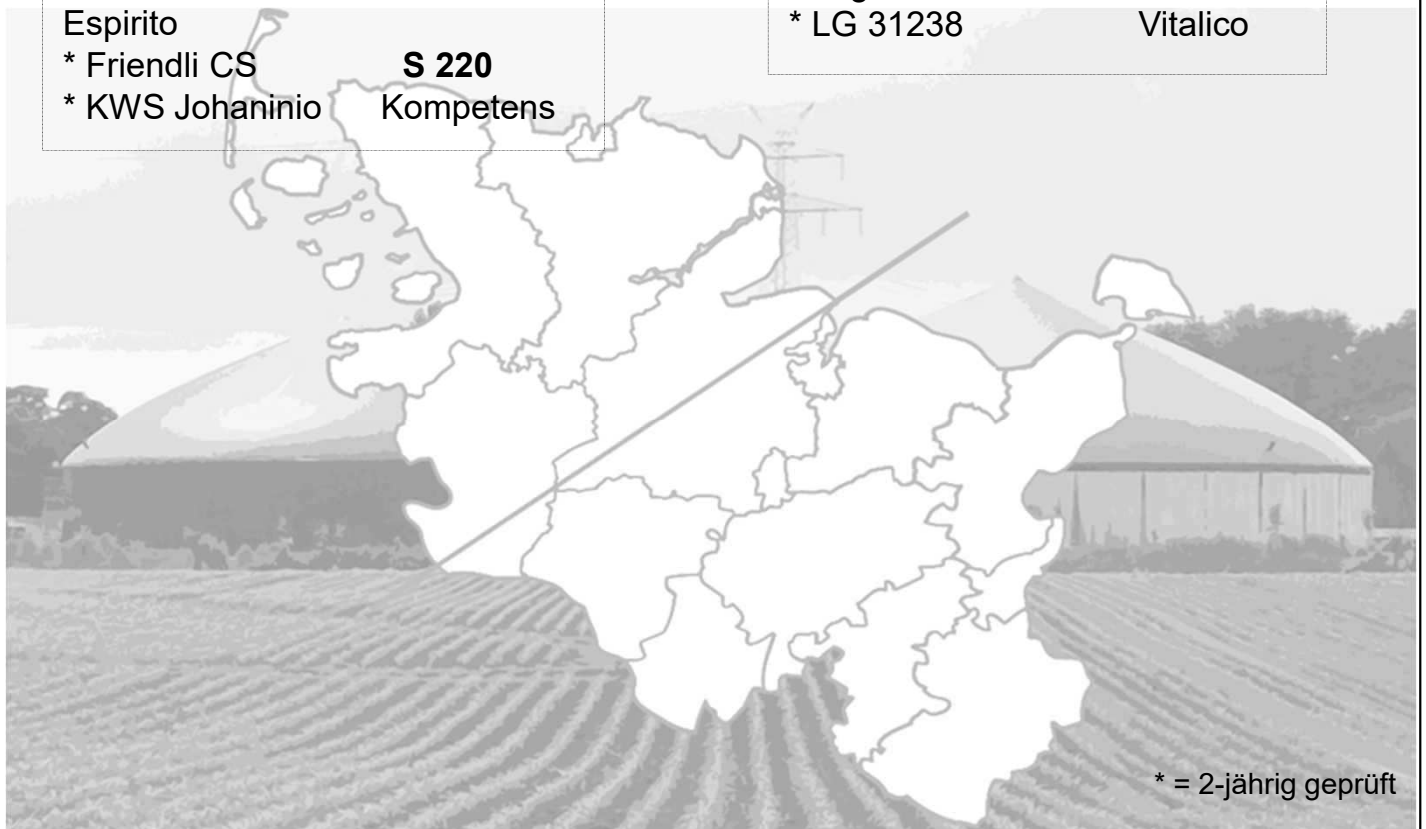 Espirito
* Friendli CS S 220
* KWS Johaninio Kompetens
* LG 31238 Vitalico
* = 2-jährig geprüft